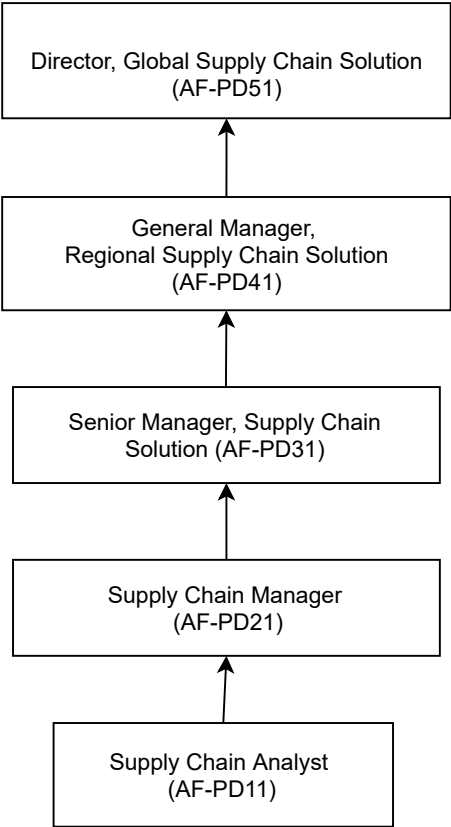 Director, Global Supply Chain Solution
(AF-PD51)
General Manager,
Regional Supply Chain Solution
(AF-PD41)
Senior Manager, Supply Chain
Solution (AF-PD31)
Supply Chain Manager
(AF-PD21)
Supply Chain Analyst
(AF-PD11)